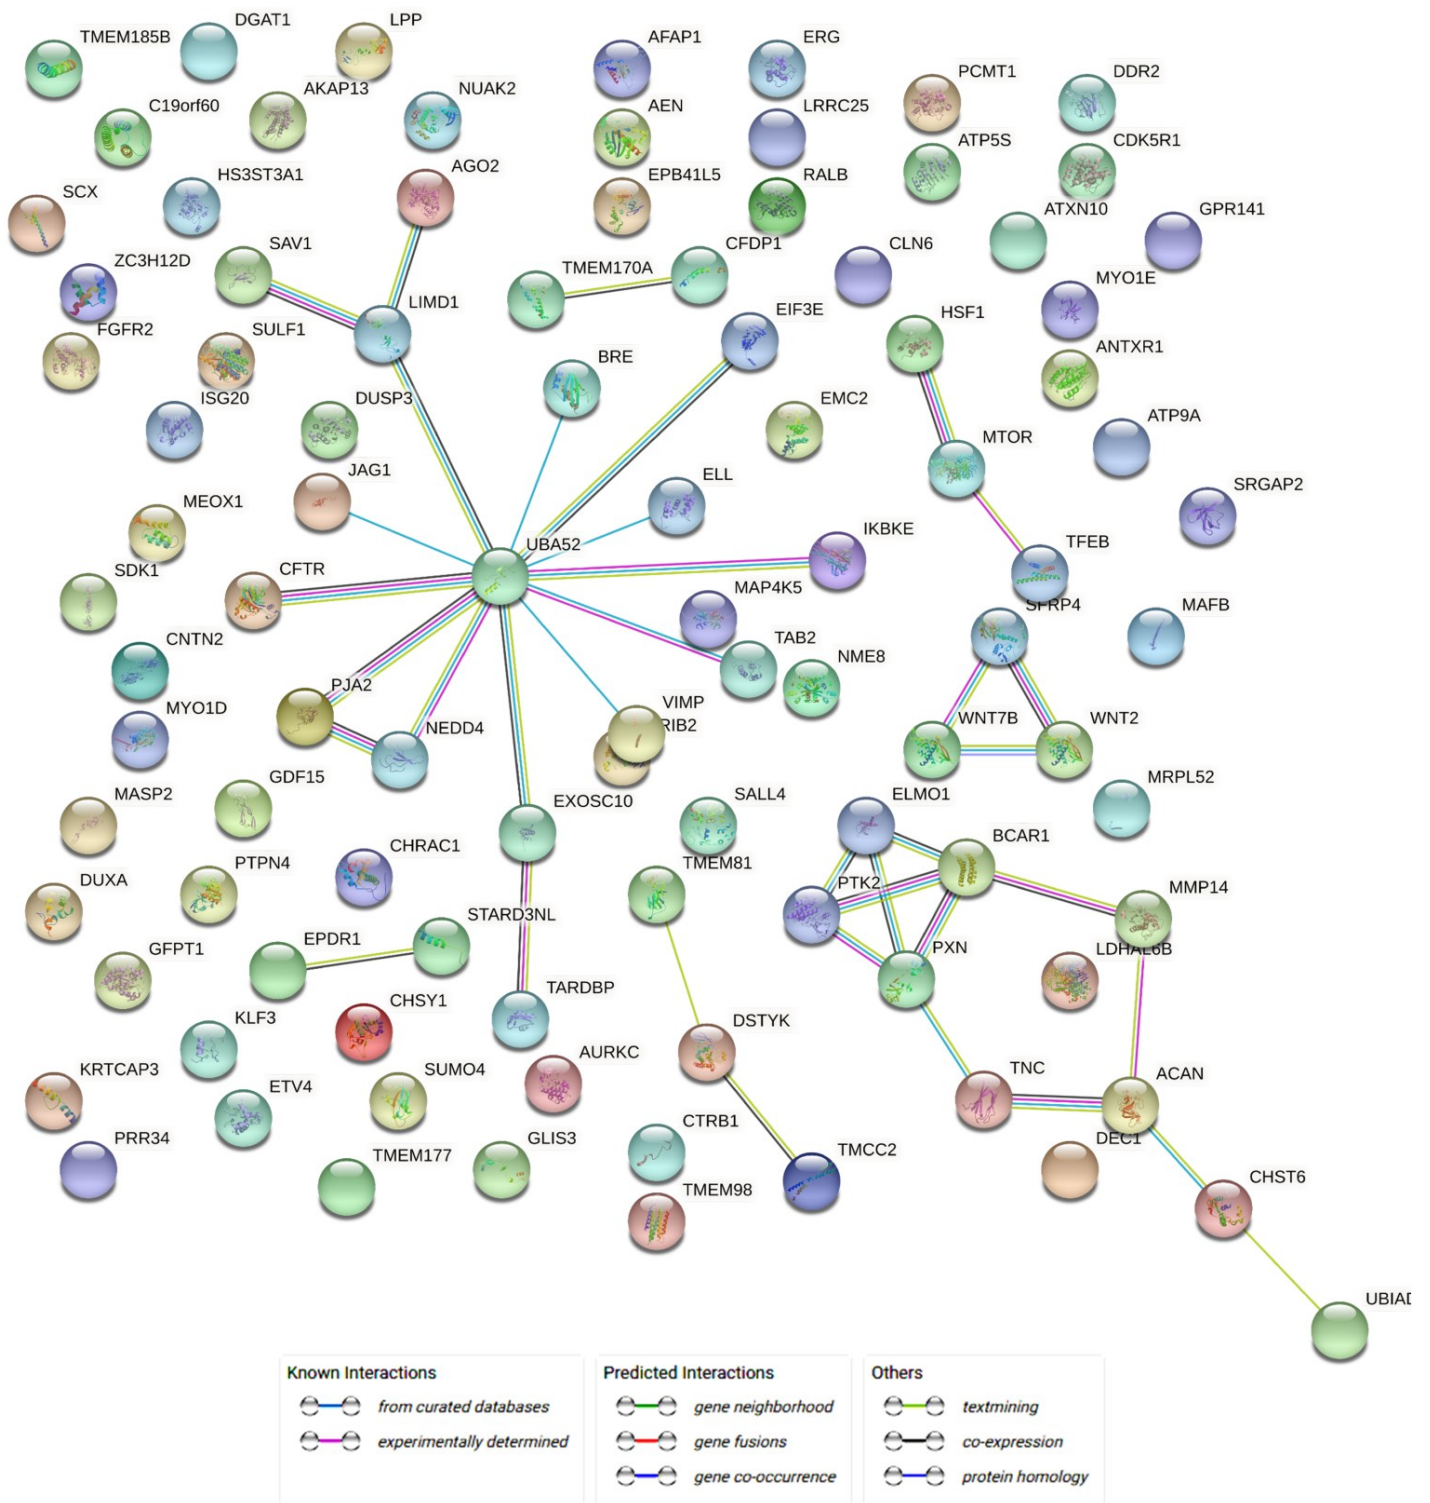 DGAT1
LPP
TMEM185B
AFAP1
ERG
PCMT1
DDR2
AKAP13
NUAK2
C19orf60
AEN
LRRC25
ATP5S
CDK5R1
AGO2
HS3ST3A1
EPB41L5
RALB
SCX
ATXN10
GPR141
SAV1
CFDP1
CLN6
ZC3H12D
TMEM170A
MYO1E
LIMD1
EIF3E
HSF1
FGFR2
SULF1
BRE
ANTXR1
ISG20
DUSP3
EMC2
ATP9A
MTOR
JAG1
ELL
SRGAP2
MEOX1
IKBKE
UBA52
TFEB
SDK1
CFTR
MAP4K5
SFRP4
MAFB
CNTN2
TAB2
NME8
PJA2
VIMP
MYO1D
NEDD4
RIB2
WNT7B
WNT2
GDF15
MRPL52
MASP2
EXOSC10
SALL4
ELMO1
BCAR1
CHRAC1
PTPN4
TMEM81
DUXA
PTK2
MMP14
STARD3NL
EPDR1
GFPT1
PXN
LDHAL6B
TARDBP
CHSY1
KLF3
DSTYK
AURKC
KRTCAP3
SUMO4
TNC
ACAN
ETV4
CTRB1
PRR34
GLIS3
DEC1
TMEM177
TMCC2
CHST6
TMEM98
UBIAD
Known Interactions
from curated databases
experimentally determined
Predicted Interactions
gene neighborhood
gene fusions
gene co-occurrence
Others
textmining
co-expression
protein homology